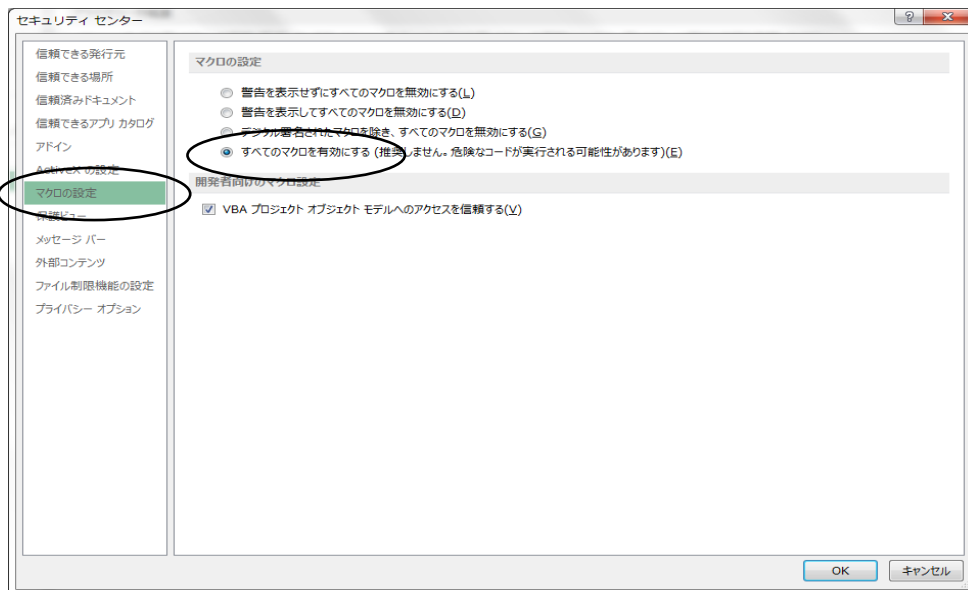 セキュリティ センター
信頼できる発行元
信頼できる場所
信頼済みドキュメント
信頼できるアプリ カタログ
アドイン
ActiveX の設定
マクロの設定
保護ビュー
メッセージ バー
外部コンテンツ
ファイル制限機能の設定
プライバシー オプション
マクロの設定
警告を表示せずにすべてのマクロを無効にする(L)
警告を表示してすべてのマクロを無効にする(D)
デジタル署名されたマクロを除き、すべてのマクロを無効にする(G)
すべてのマクロを有効にする (推奨しません。危険なコードが実行される可能性があります)(E)
開発者向けのマクロ設定
VBA プロジェクト オブジェクト モデルへのアクセスを信頼する(V)
OK
キャンセル